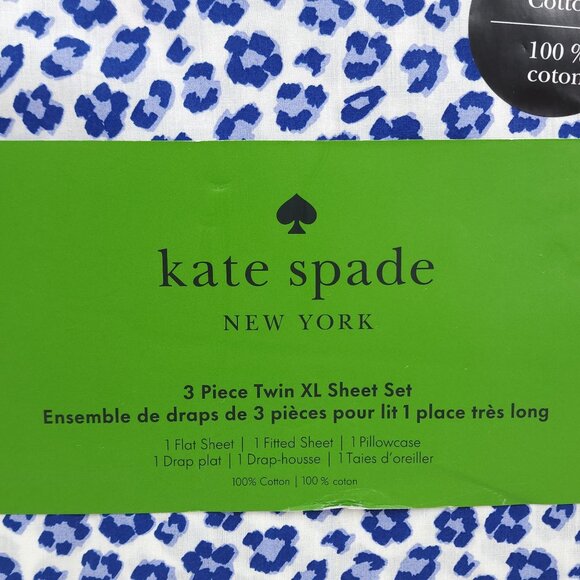 Cotto
100 %
coton
kate spade
NEW YORK
3 Piece Twin XL Sheet Set
Ensemble de draps de 3 pièces pour lit 1 place très long
1 Flat Sheet | 1 Fitted Sheet | 1 Pillowcase
1 Drap plat | 1 Drap-housse | 1 Taies d'oreiller
100% Cotton | 100 % coton